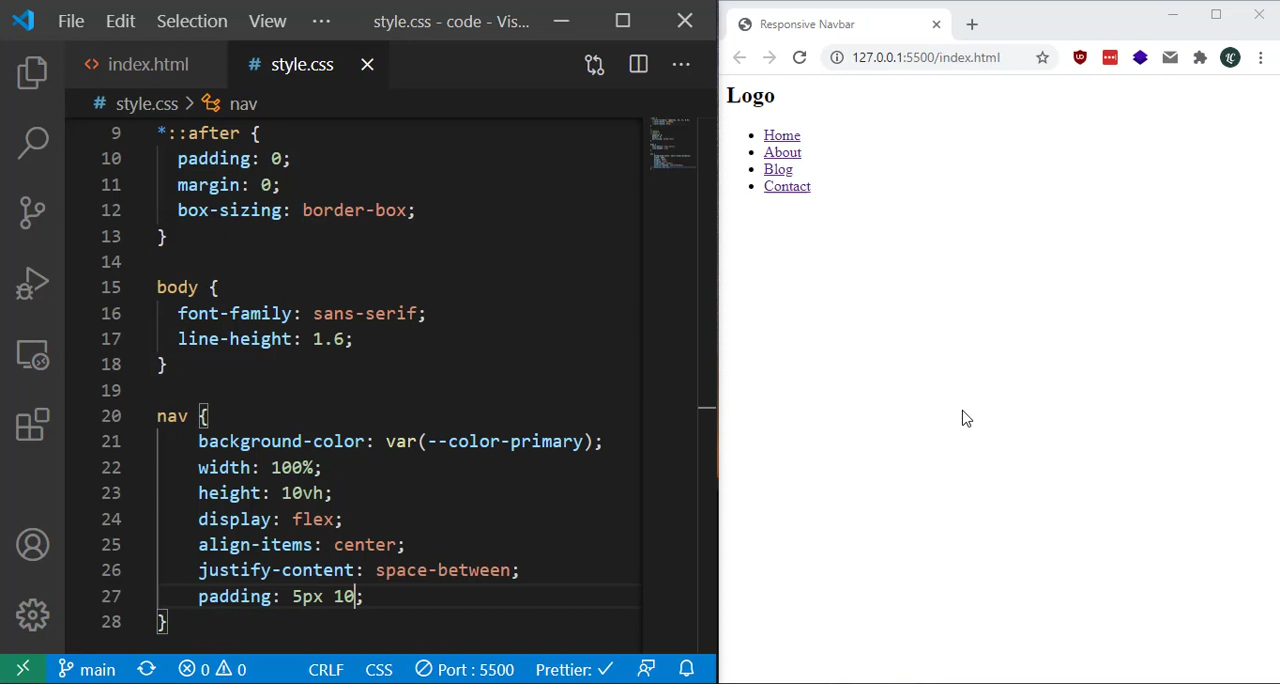 File Edit Selection View ··· style.css - code - Vis...
index.html style.css
style.css > nav
9 *::after {
10 padding: 0;
11 margin: 0;
12 box-sizing: border-box;
13 }
14
15 body {
16 font-family: sans-serif;
17 line-height: 1.6;
18 }
19
20 nav {
21 background-color: var(--color-primary);
22 width: 100%;
23 height: 10vh;
24 display: flex;
25 align-items: center;
26 justify-content: space-between;
27 padding: 5px 10;
28 }
main 0 0 CRLF CSS Port : 5500 Prettier: ✓
Responsive Navbar
127.0.0.1:5500/index.html
LC
Logo
• Home
• About
• Blog
• Contact